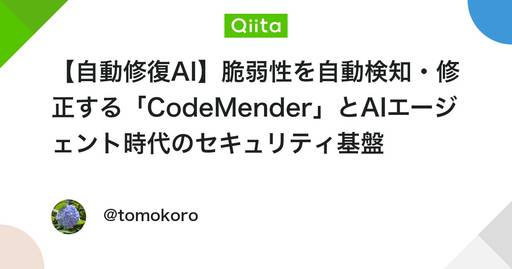 Qiita
【自動修復AI】脆弱性を自動検知・修
正する「CodeMender」とAIエージ
ェント時代のセキュリティ基盤
@tomokoro